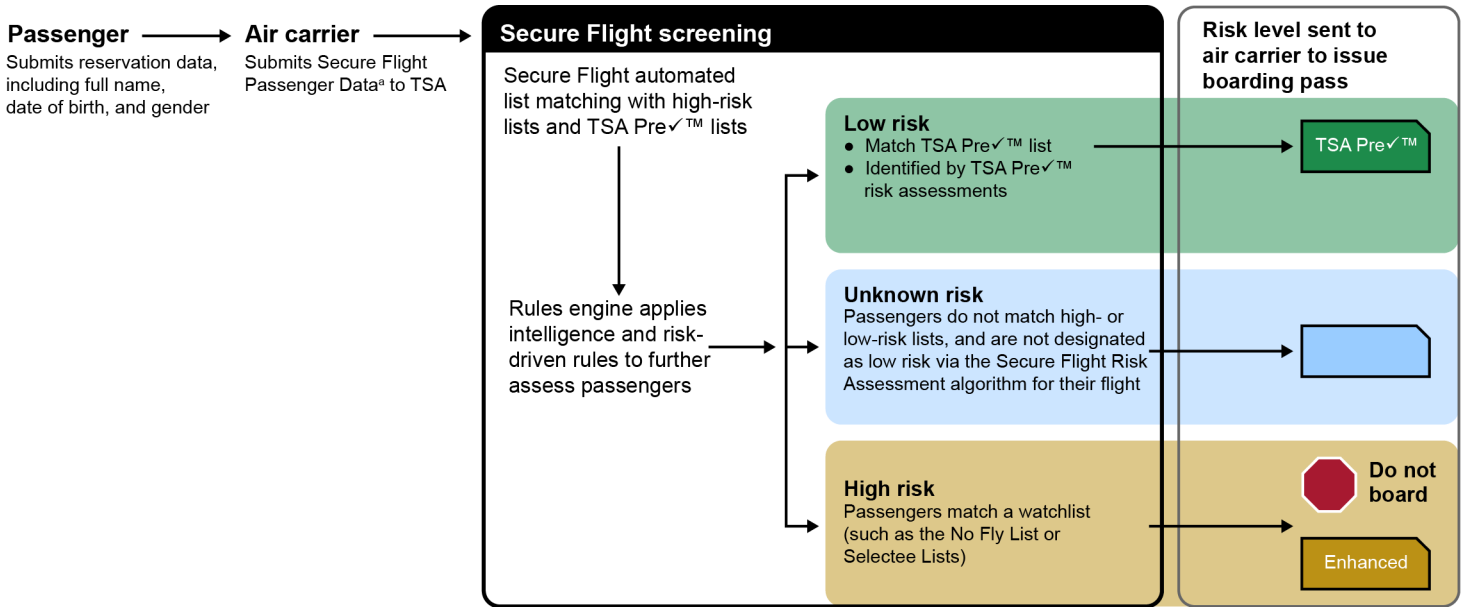 Passenger
Submits reservation data,
including full name,
date of birth, and gender
Air carrier
Submits Secure Flight
Passenger Dataᵃ to TSA
Secure Flight screening
Secure Flight automated
list matching with high-risk
lists and TSA Pre✓™ lists
Rules engine applies
intelligence and risk-
driven rules to further
assess passengers
Low risk
● Match TSA Pre✓™ list
● Identified by TSA Pre✓™
risk assessments
Unknown risk
Passengers do not match high- or
low-risk lists, and are not designated
as low risk via the Secure Flight Risk
Assessment algorithm for their flight
High risk
Passengers match a watchlist
(such as the No Fly List or
Selectee Lists)
Risk level sent to
air carrier to issue
boarding pass
TSA Pre✓™
Do not
board
Enhanced